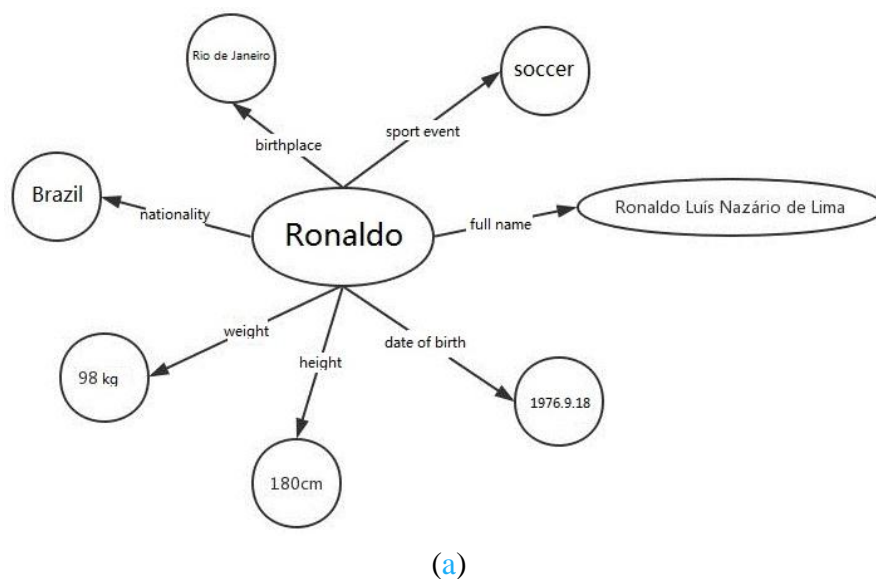 Rio de Janeiro
soccer
birthplace
sport event
Brazil
nationality
Ronaldo
full name
Ronaldo Luís Nazário de Lima
weight
height
date of birth
98 kg
180cm
1976.9.18
(a)